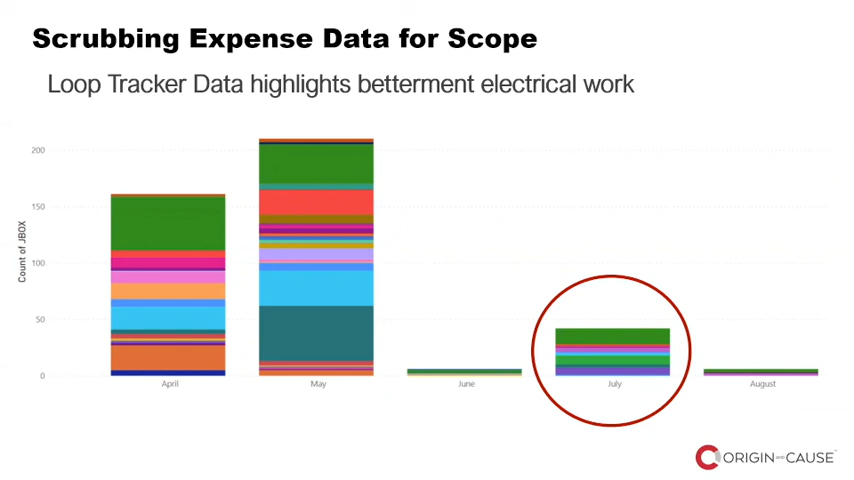 Scrubbing Expense Data for Scope
Loop Tracker Data highlights betterment electrical work
Count of JBOX
200
150
100
50
0
April
May
June
July
August
ORIGIN AND CAUSE